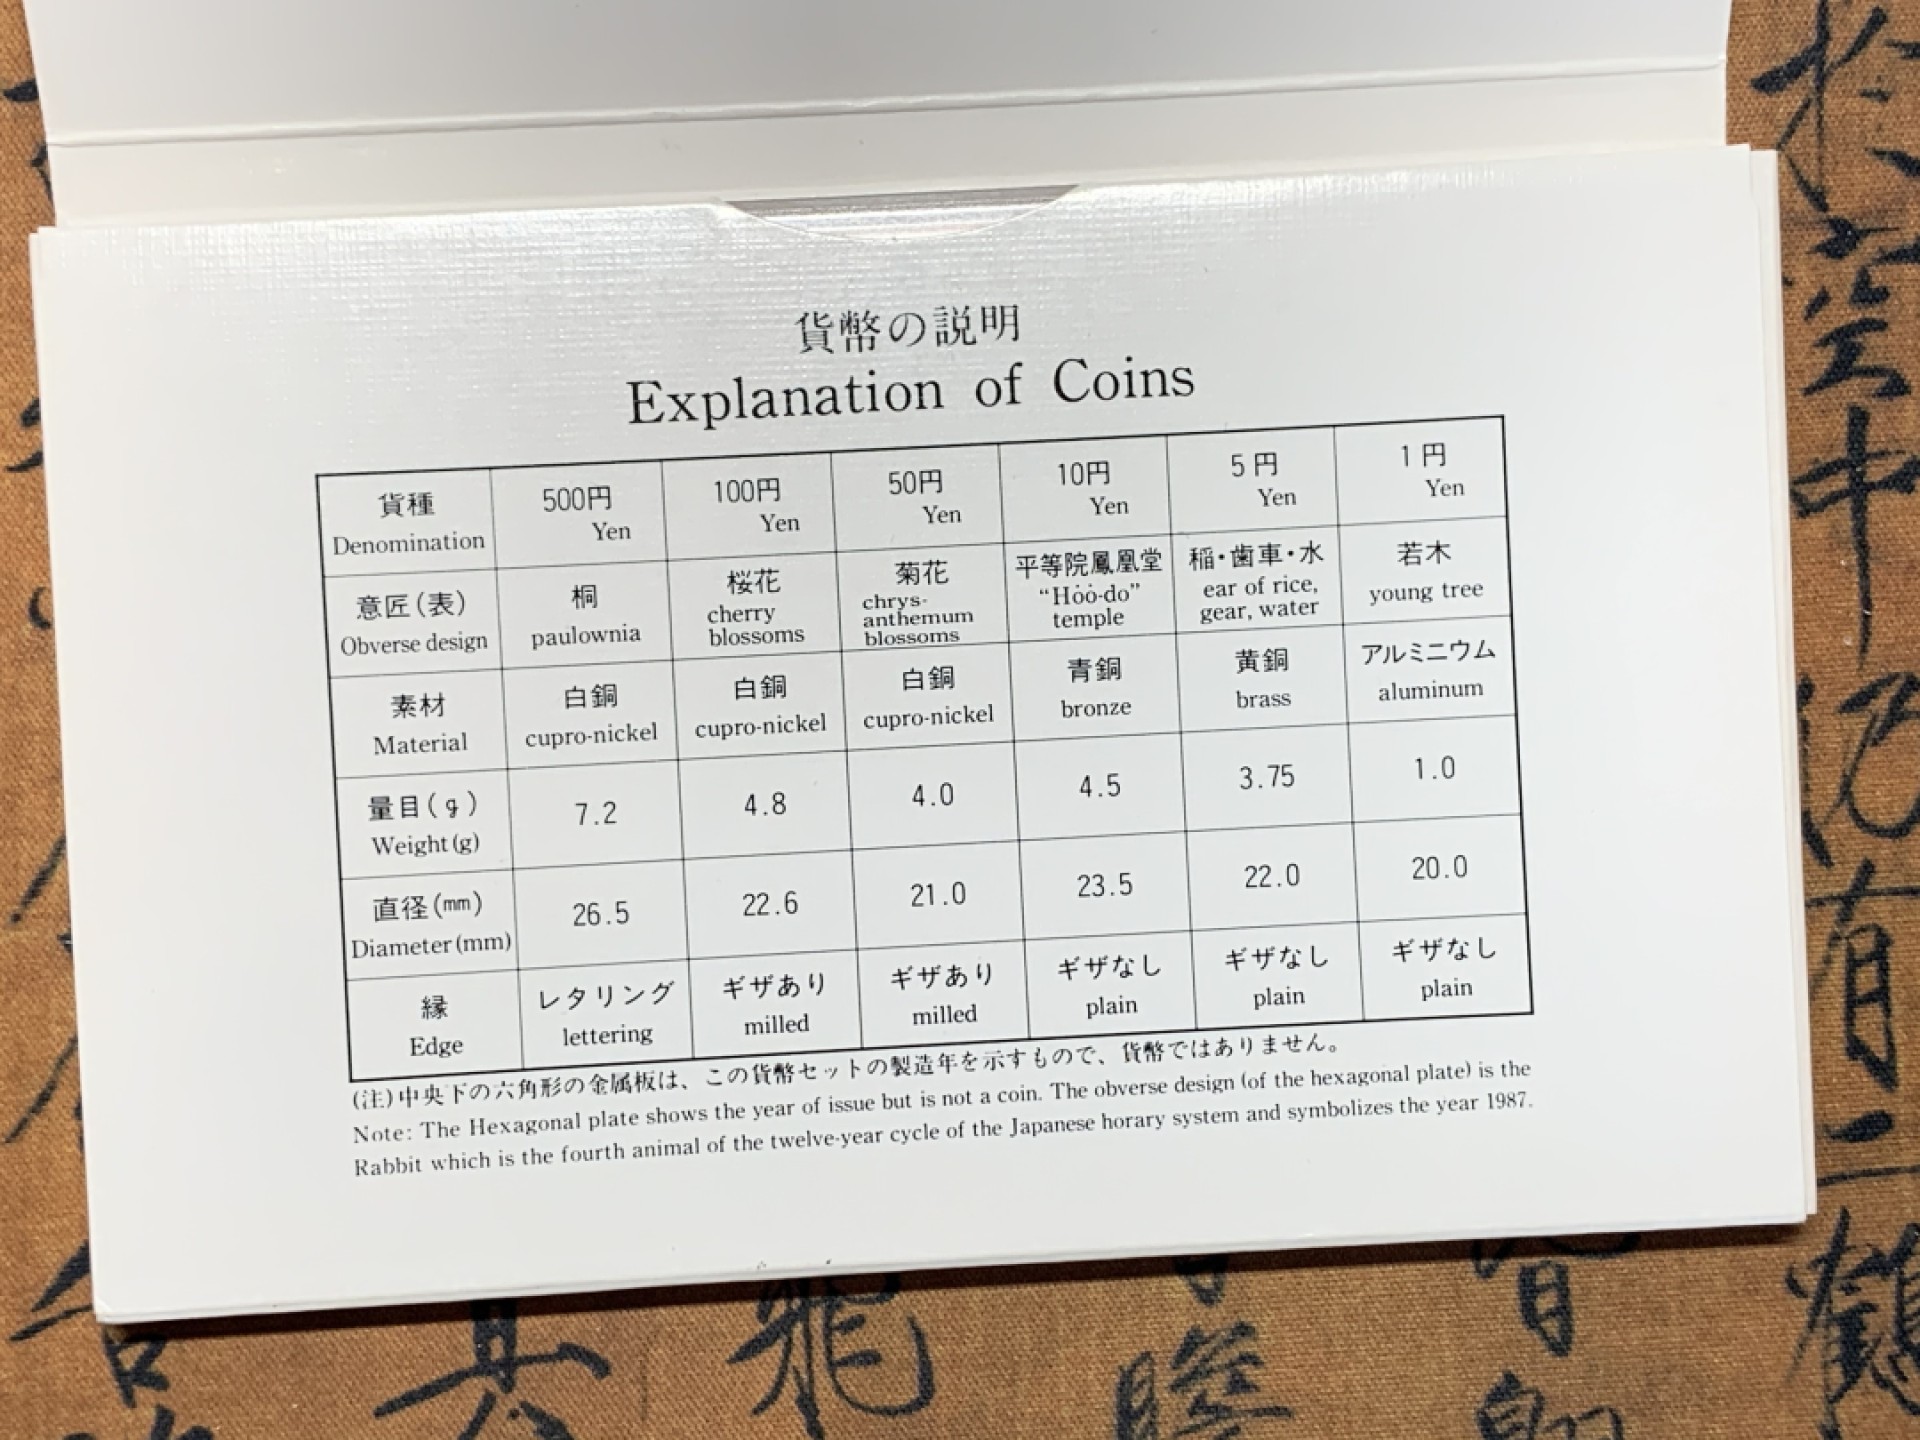 貨幣の説明
Explanation of Coins
貨種 500円 100円 50円 10円 5円 1円
Denomination Yen Yen Yen Yen Yen Yen
意匠(表) 桐 桜花 菊花 平等院鳳凰堂 稲・歯車・水 若木
Obverse design paulownia cherry blossoms chrys-anthemum blossoms “Hȯȯ-do” temple ear of rice, gear, water young tree
素材 白銅 白銅 白銅 青銅 黄銅 アルミニウム
Material cupro-nickel cupro-nickel cupro-nickel bronze brass aluminum
量目(g) 7.2 4.8 4.0 4.5 3.75 1.0
Weight(g)
直径(mm) 26.5 22.6 21.0 23.5 22.0 20.0
Diameter(mm)
縁 レタリング ギザあり ギザあり ギザなし ギザなし ギザなし
Edge lettering milled milled plain plain plain
(注)中央下の六角形の金属板は、この貨幣セットの製造年を示すもので、貨幣ではありません。
Note: The Hexagonal plate shows the year of issue but is not a coin. The obverse design (of the hexagonal plate) is the
Rabbit which is the fourth animal of the twelve-year cycle of the Japanese horary system and symbolizes the year 1987.